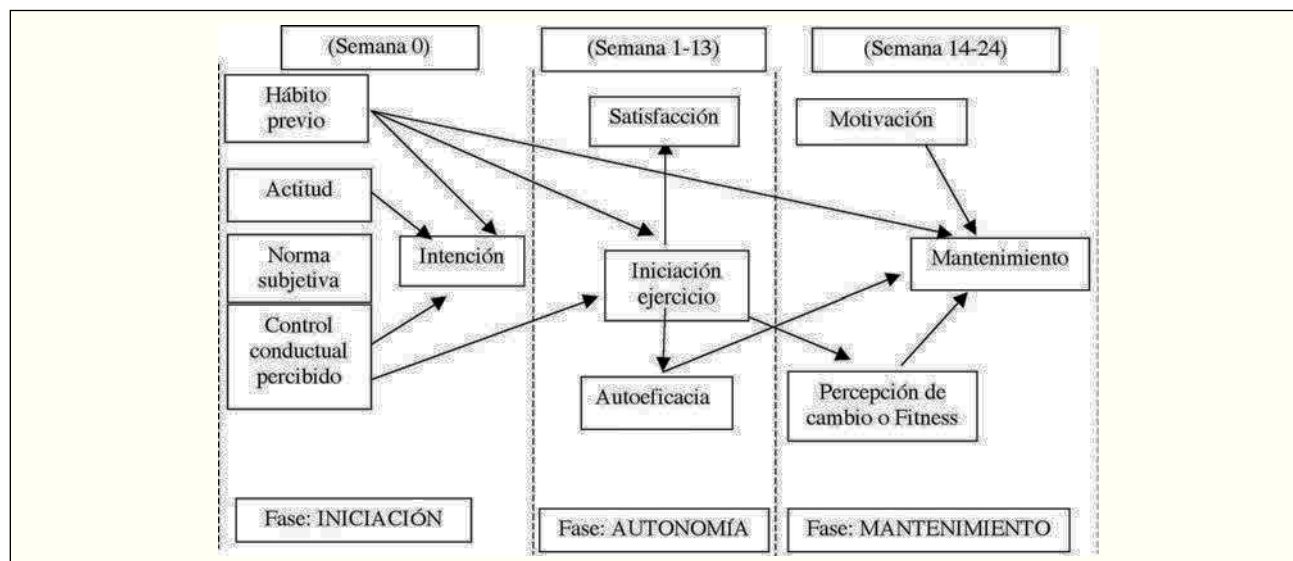 (Semana 0)
(Semana 1-13)
(Semana 14-24)
Hábito
previo
Satisfacción
Motivación
Actitud
Norma
subjetiva
Intención
Iniciación
ejercicio
Mantenimiento
Control
conductual
percibido
Autoeficacia
Percepción de
cambio o Fitness
Fase: INICIACIÓN
Fase: AUTONOMÍA
Fase: MANTENIMIENTO